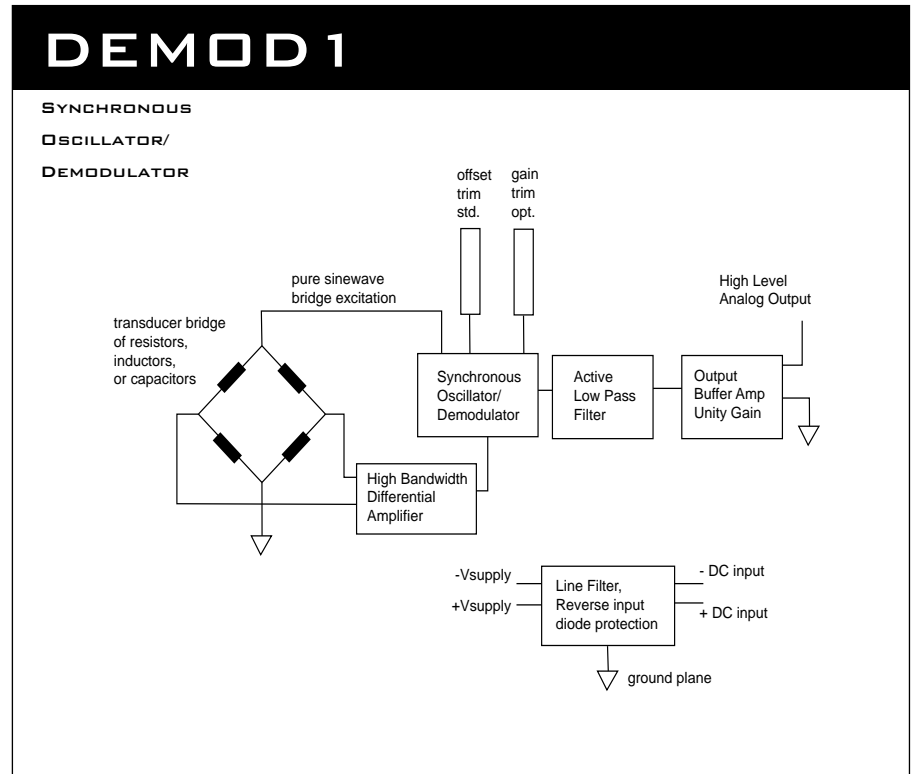 DEMOD1
SYNCHRONOUS
OSCILLATOR/
DEMODULATOR
offset
trim
std.
gain
trim
opt.
pure sinewave
bridge excitation
High Level
Analog Output
transducer bridge
of resistors,
inductors,
or capacitors
Synchronous
Oscillator/
Demodulator
Active
Low Pass
Filter
Output
Buffer Amp
Unity Gain
High Bandwidth
Differential
Amplifier
-Vsupply
+Vsupply
Line Filter,
Reverse input
diode protection
- DC input
+ DC input
ground plane